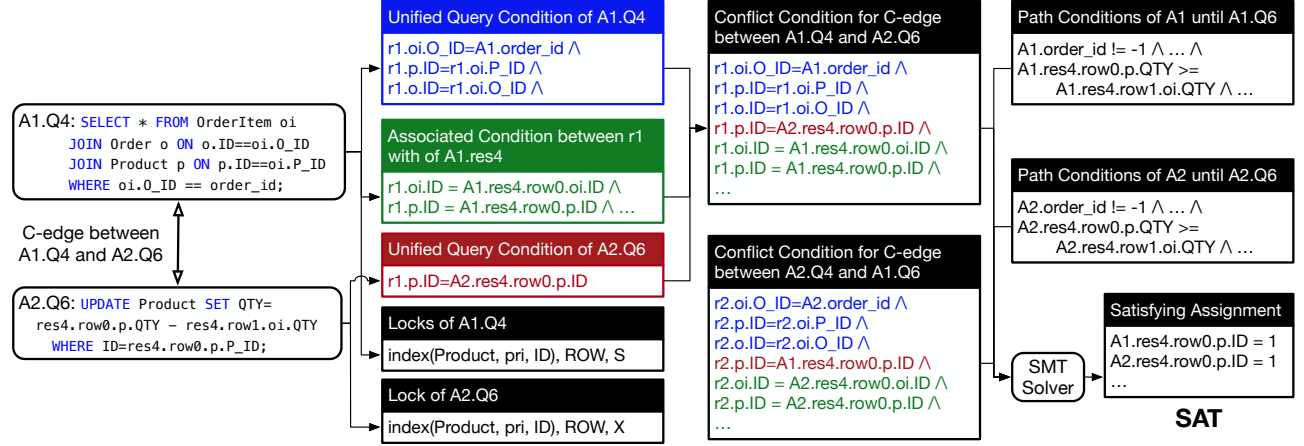 A1.Q4: SELECT * FROM OrderItem oi
JOIN Order o ON o.ID==oi.O_ID
JOIN Product p ON p.ID==oi.P_ID
WHERE oi.O_ID == order_id;
C-edge between
A1.Q4 and A2.Q6
A2.Q6: UPDATE Product SET QTY=
res4.row0.p.QTY – res4.row1.oi.QTY
WHERE ID=res4.row0.p.P_ID;
Unified Query Condition of A1.Q4
r1.oi.O_ID=A1.order_id ∧
r1.p.ID=r1.oi.P_ID ∧
r1.o.ID=r1.oi.O_ID ∧
Associated Condition between r1
with of A1.res4
r1.oi.ID = A1.res4.row0.oi.ID ∧
r1.p.ID = A1.res4.row0.p.ID ∧ ...
Unified Query Condition of A2.Q6
r1.p.ID=A2.res4.row0.p.ID
Locks of A1.Q4
index(Product, pri, ID), ROW, S
Lock of A2.Q6
index(Product, pri, ID), ROW, X
Conflict Condition for C-edge
between A1.Q4 and A2.Q6
r1.oi.O_ID=A1.order_id ∧
r1.p.ID=r1.oi.P_ID ∧
r1.o.ID=r1.oi.O_ID ∧
r1.p.ID=A2.res4.row0.p.ID ∧
r1.oi.ID = A1.res4.row0.oi.ID ∧
r1.p.ID = A1.res4.row0.p.ID ∧
...
Conflict Condition for C-edge
between A2.Q4 and A1.Q6
r2.oi.O_ID=A2.order_id ∧
r2.p.ID=r2.oi.P_ID ∧
r2.o.ID=r2.oi.O_ID ∧
r2.p.ID=A1.res4.row0.p.ID ∧
r2.oi.ID = A2.res4.row0.oi.ID ∧
r2.p.ID = A2.res4.row0.p.ID ∧
...
Path Conditions of A1 until A1.Q6
A1.order_id != -1 ∧ ... ∧
A1.res4.row0.p.QTY >=
A1.res4.row1.oi.QTY ∧ ...
Path Conditions of A2 until A2.Q6
A2.order_id != -1 ∧ ... ∧
A2.res4.row0.p.QTY >=
A2.res4.row1.oi.QTY ∧ ...
SMT
Solver
Satisfying Assignment
A1.res4.row0.p.ID = 1
A2.res4.row0.p.ID = 1
...
SAT